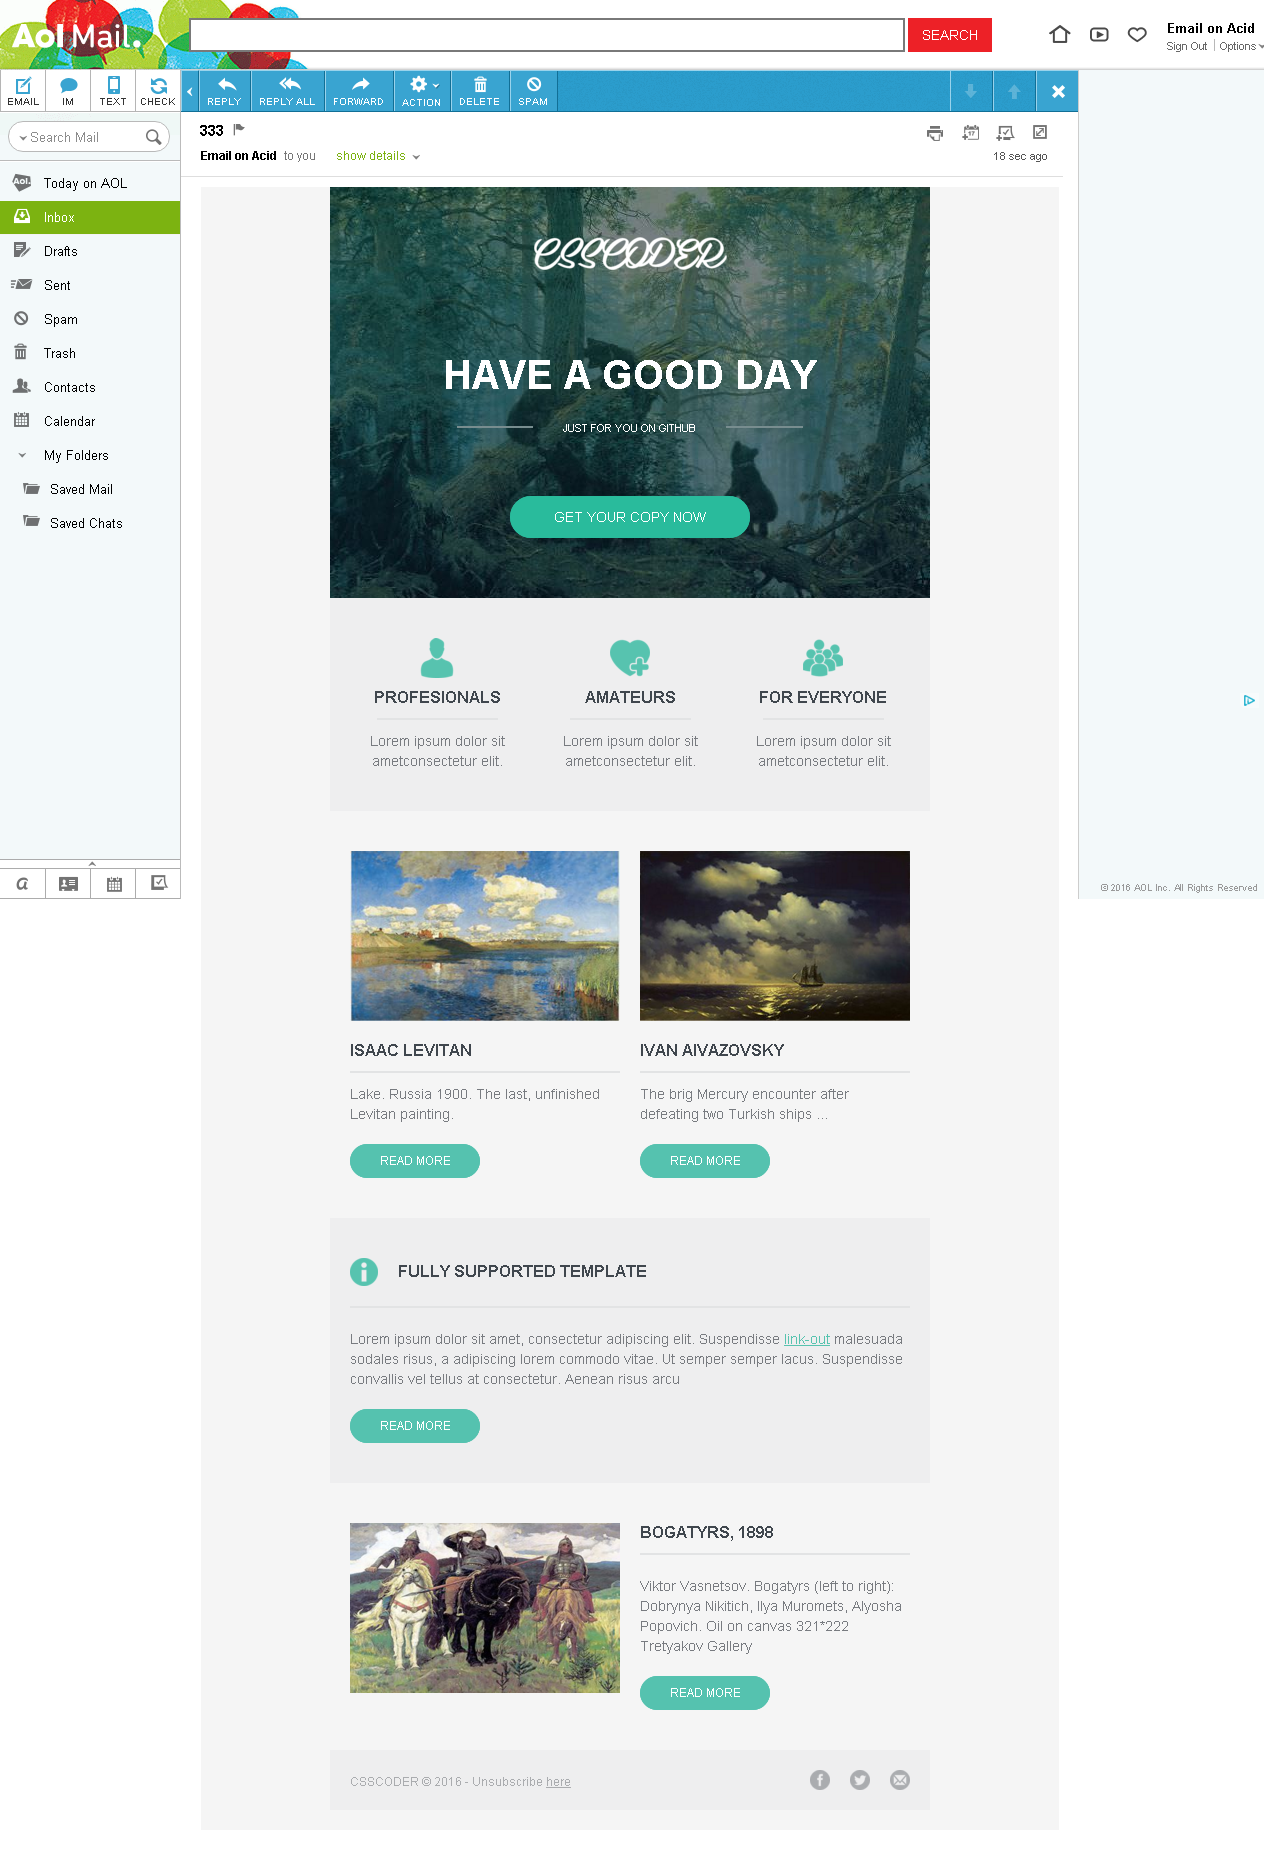 Aol Mail.
SEARCH
Email on Acid
Sign Out | Options
EMAIL IM TEXT CHECK
REPLY REPLY ALL FORWARD ACTION DELETE SPAM
Search Mail
333
17
Email on Acid to you show details
18 sec ago
Aol. Today on AOL
Inbox
Drafts
Sent
Spam
Trash
Contacts
Calendar
My Folders
Saved Mail
Saved Chats
a
© 2016 AOL Inc. All Rights Reserved
CSSCODER
HAVE A GOOD DAY
JUST FOR YOU ON GITHUB
GET YOUR COPY NOW
PROFESIONALS
Lorem ipsum dolor sit
ametconsectetur elit.
AMATEURS
Lorem ipsum dolor sit
ametconsectetur elit.
FOR EVERYONE
Lorem ipsum dolor sit
ametconsectetur elit.
ISAAC LEVITAN
Lake. Russia 1900. The last, unfinished
Levitan painting.
READ MORE
IVAN AIVAZOVSKY
The brig Mercury encounter after
defeating two Turkish ships ...
READ MORE
FULLY SUPPORTED TEMPLATE
Lorem ipsum dolor sit amet, consectetur adipiscing elit. Suspendisse link-out malesuada
sodales risus, a adipiscing lorem commodo vitae. Ut semper semper lacus. Suspendisse
convallis vel tellus at consectetur. Aenean risus arcu
READ MORE
BOGATYRS, 1898
Viktor Vasnetsov. Bogatyrs (left to right):
Dobrynya Nikitich, Ilya Muromets, Alyosha
Popovich. Oil on canvas 321*222
Tretyakov Gallery
READ MORE
CSSCODER © 2016 - Unsubscribe here